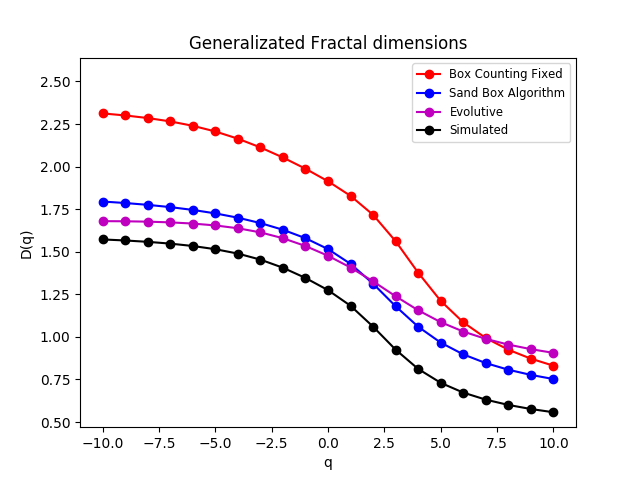 Generalizated Fractal dimensions
Box Counting Fixed
Sand Box Algorithm
Evolutive
Simulated
D(q)
2.50
2.25
2.00
1.75
1.50
1.25
1.00
0.75
0.50
−10.0 −7.5 −5.0 −2.5 0.0 2.5 5.0 7.5 10.0
q